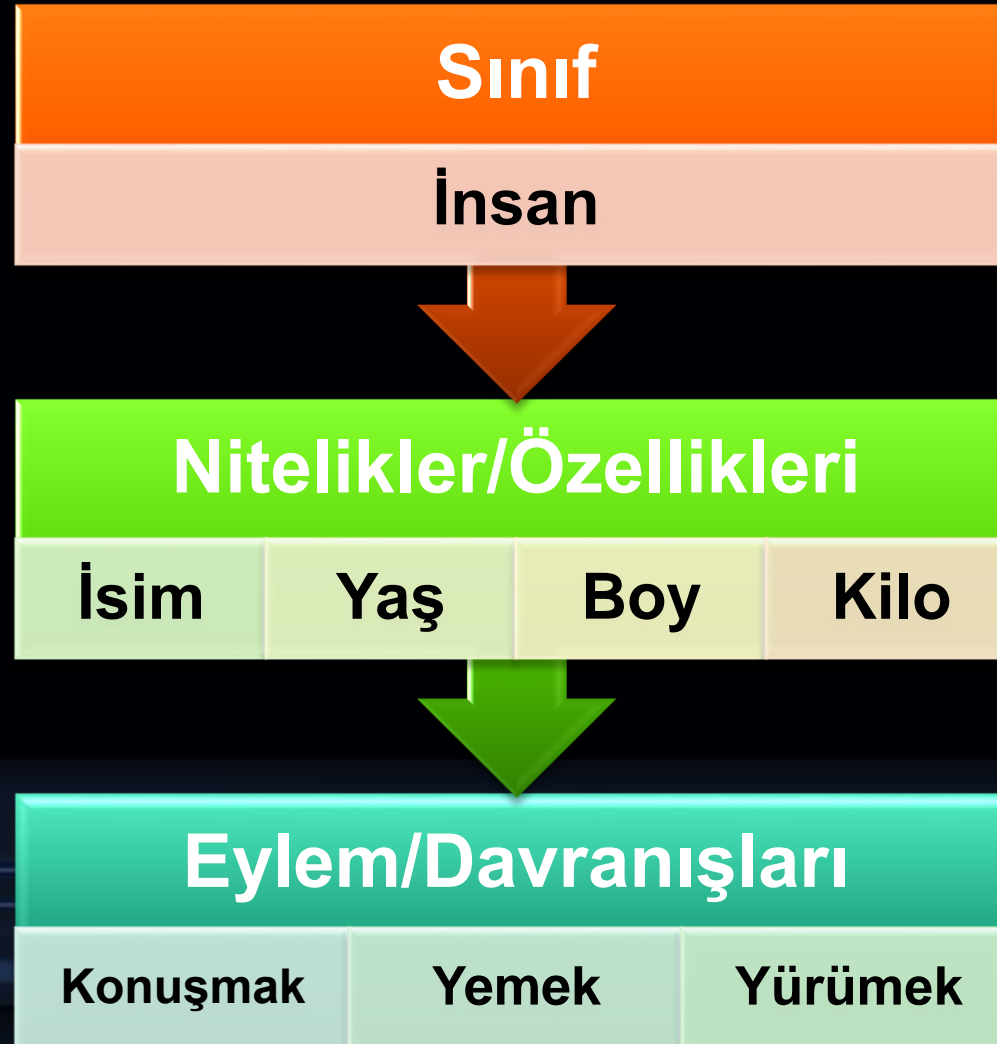 Sınıf
İnsan
Nitelikler/Özellikleri
İsim Yaş Boy Kilo
Eylem/Davranışları
Konuşmak Yemek Yürümek